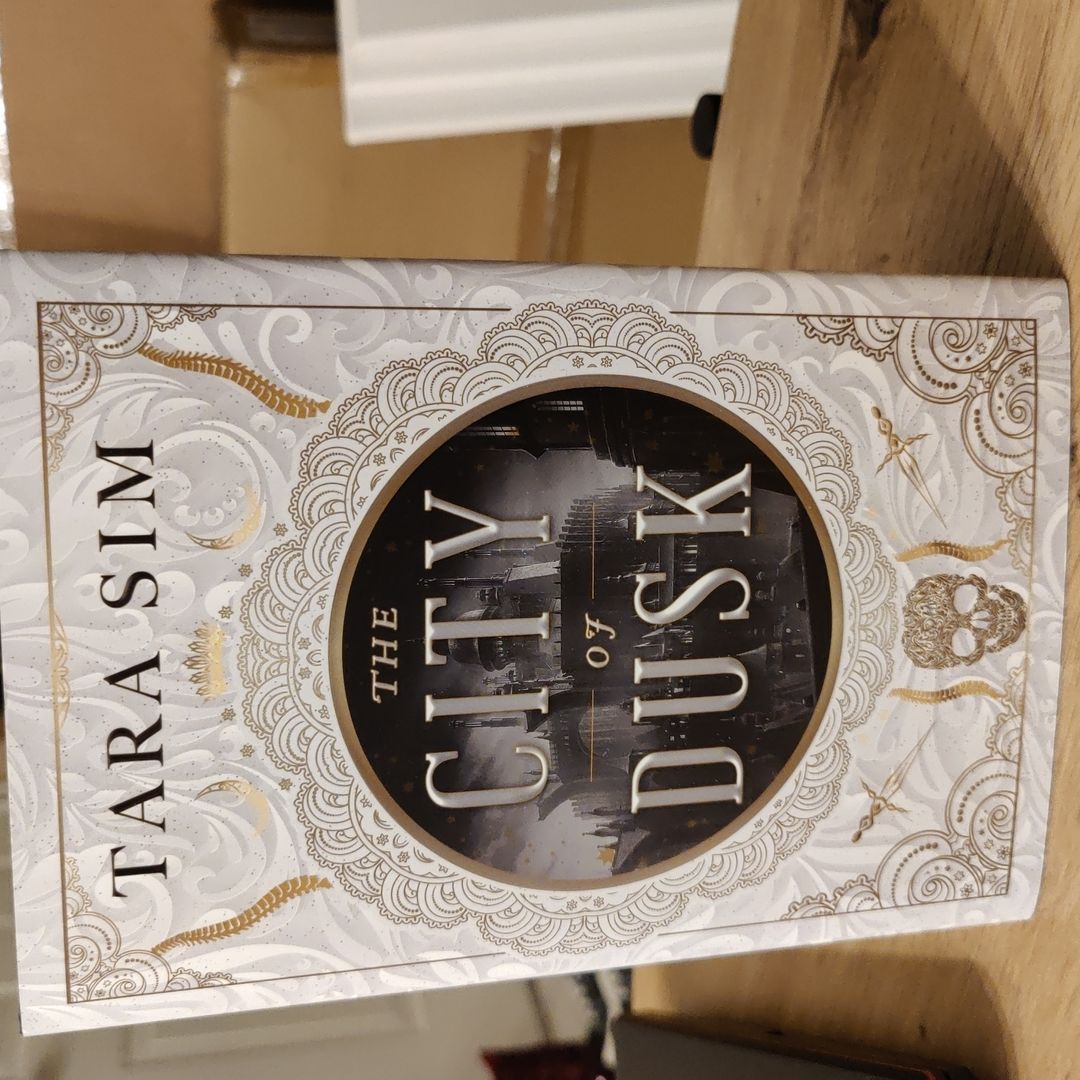 TARA SIM
THE
CITY
OF
DUSK